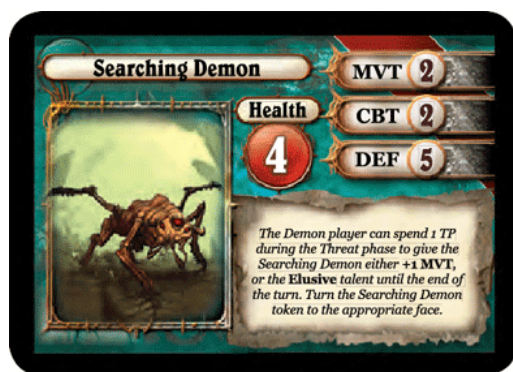 Searching Demon
MVT 2
Health
CBT 2
4
DEF 5
The Demon player can spend 1 TP
during the Threat phase to give the
Searching Demon either +1 MVT,
or the Elusive talent until the end of
the turn. Turn the Searching Demon
token to the appropriate face.